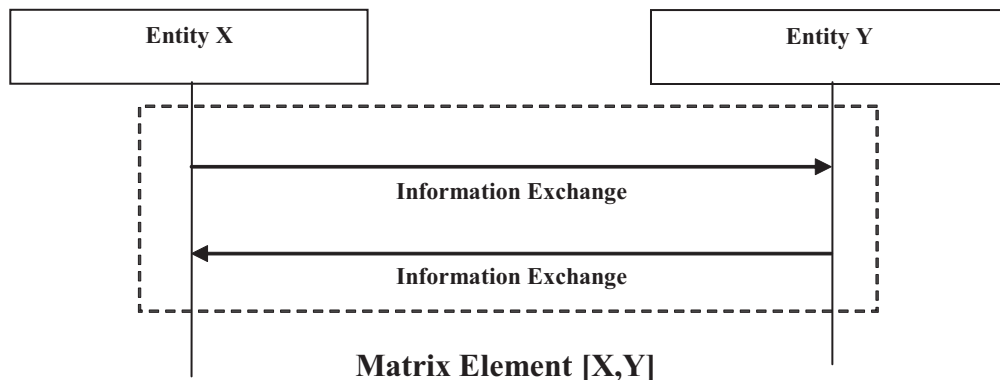 Entity X
Entity Y
Information Exchange
Information Exchange
Matrix Element [X,Y]